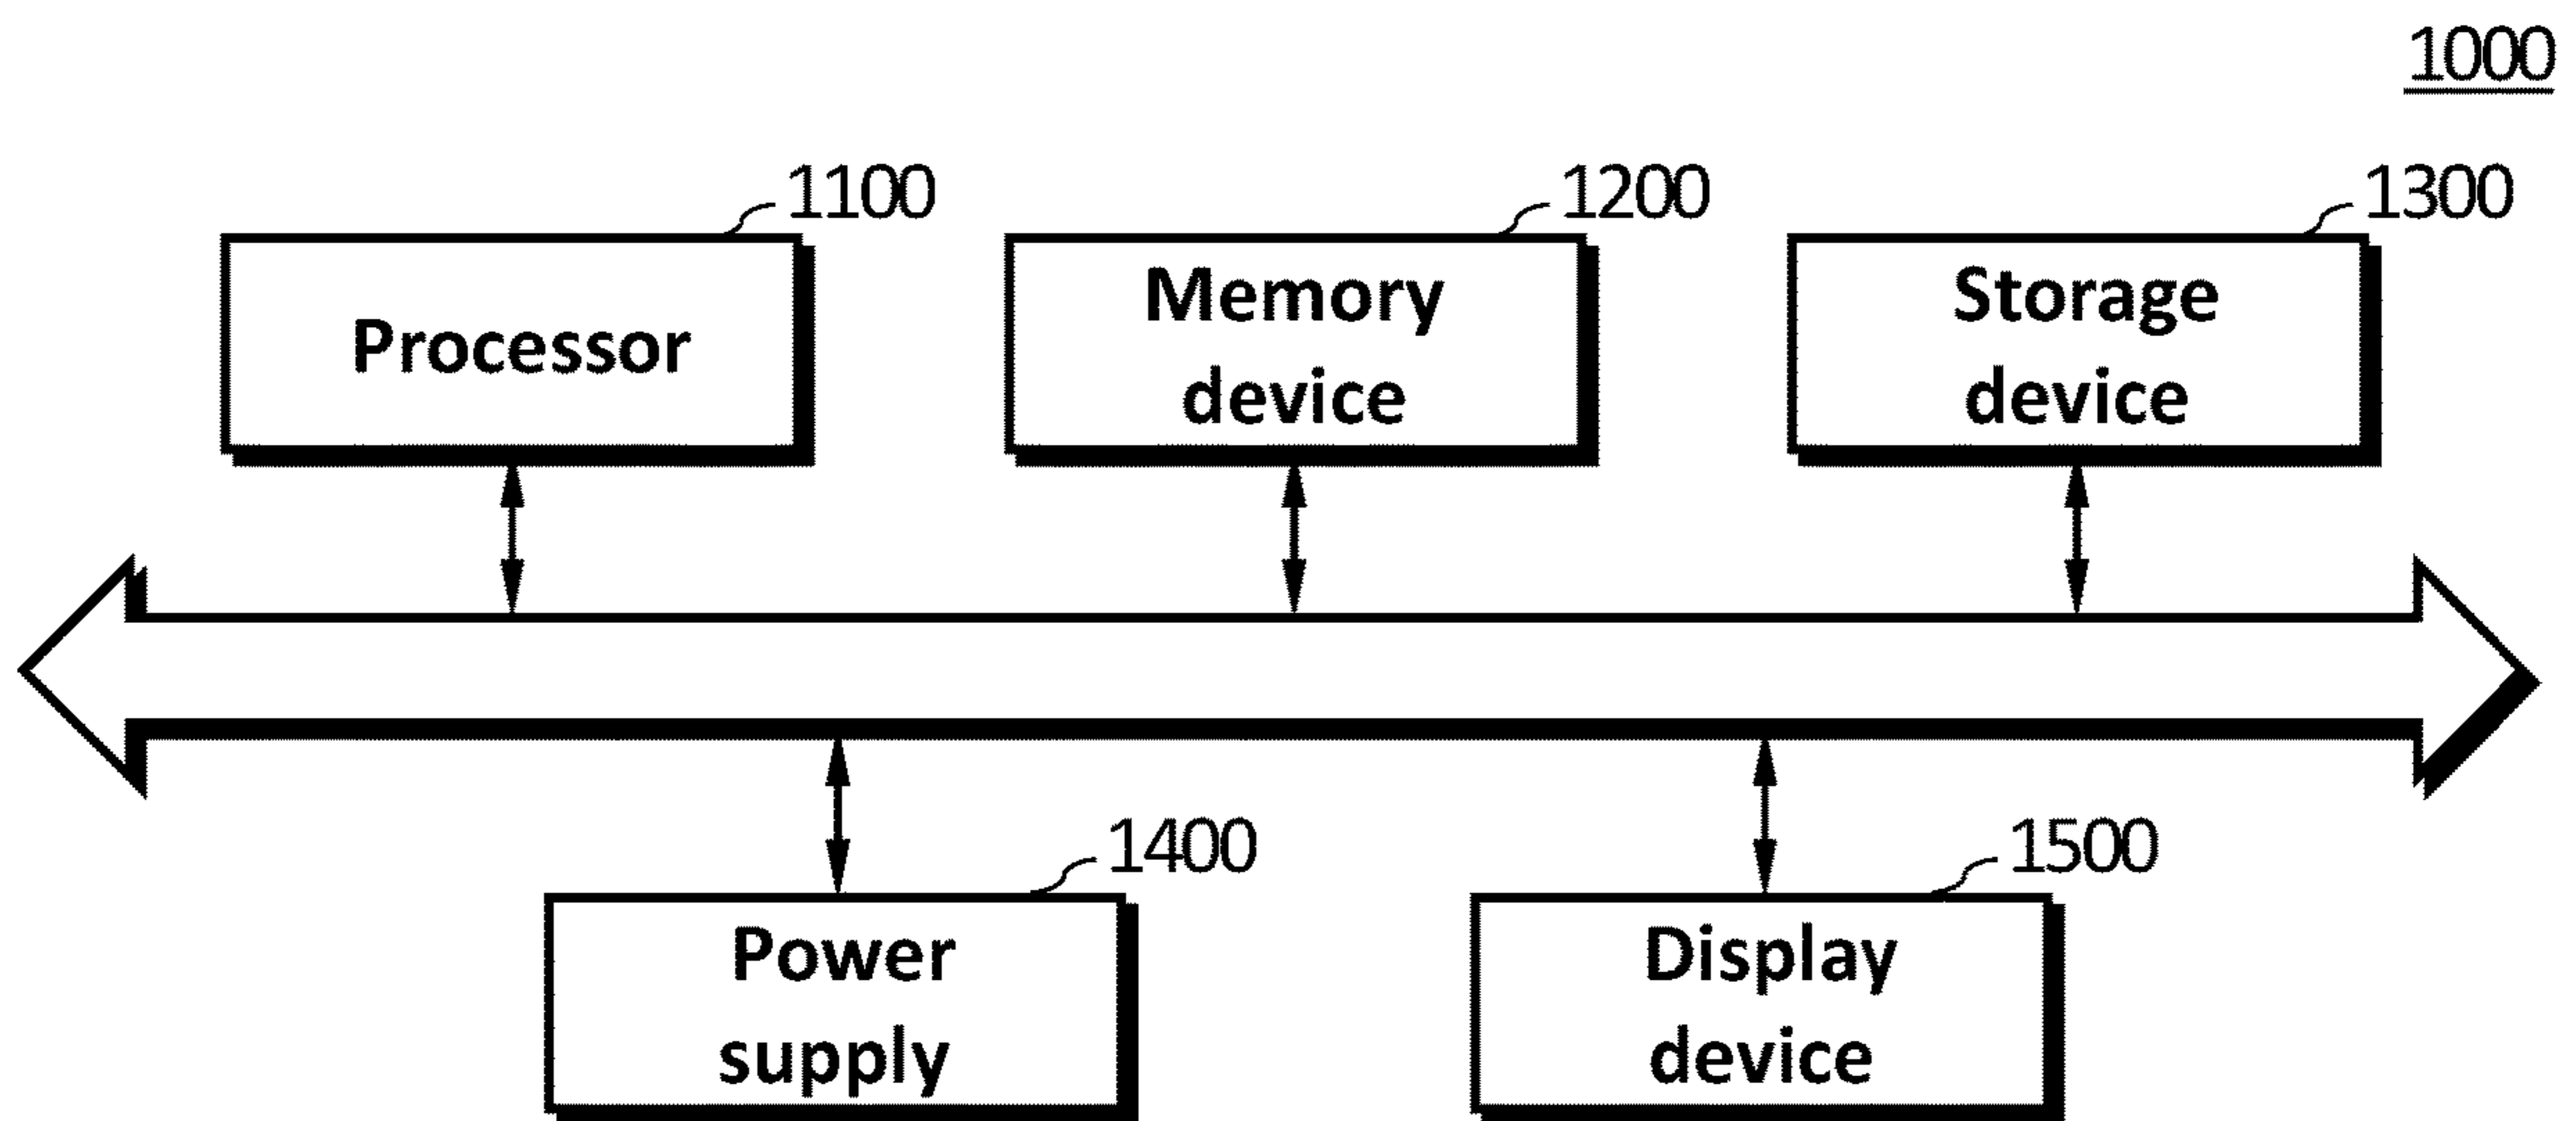 1000
1100
1200
1300
Processor
Memory
device
Storage
device
1400
1500
Power
supply
Display
device